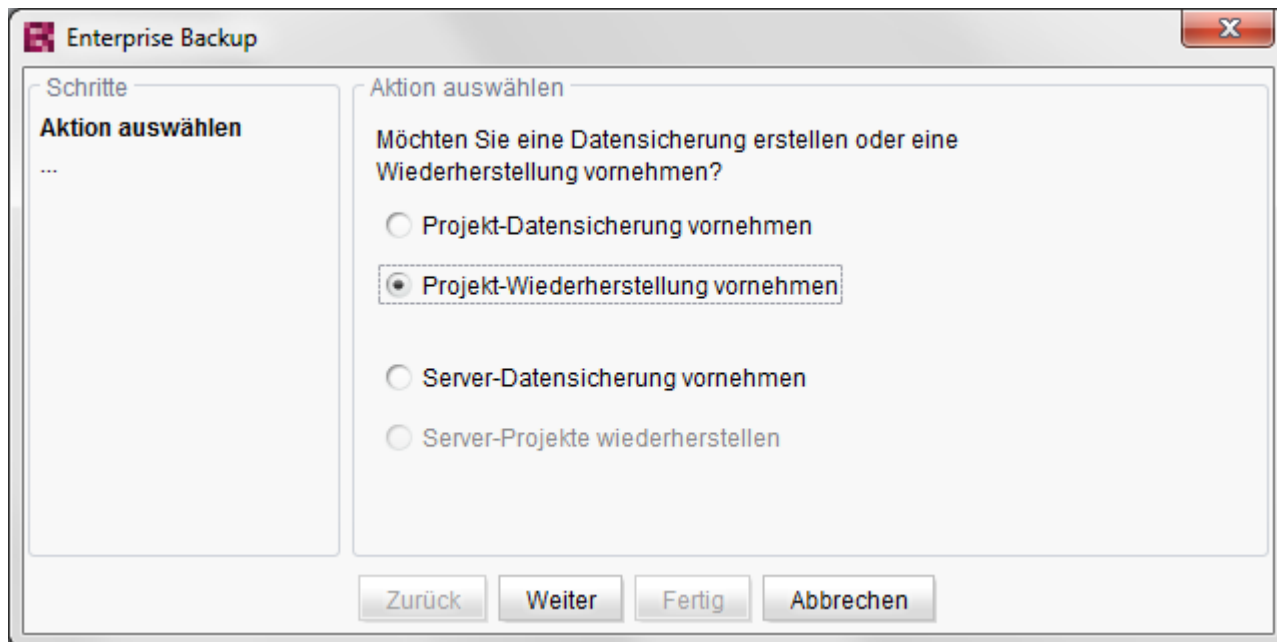 Enterprise Backup
Schritte
Aktion auswählen
...
Aktion auswählen
Möchten Sie eine Datensicherung erstellen oder eine
Wiederherstellung vornehmen?
Projekt-Datensicherung vornehmen
Projekt-Wiederherstellung vornehmen
Server-Datensicherung vornehmen
Server-Projekte wiederherstellen
Zurück Weiter Fertig Abbrechen